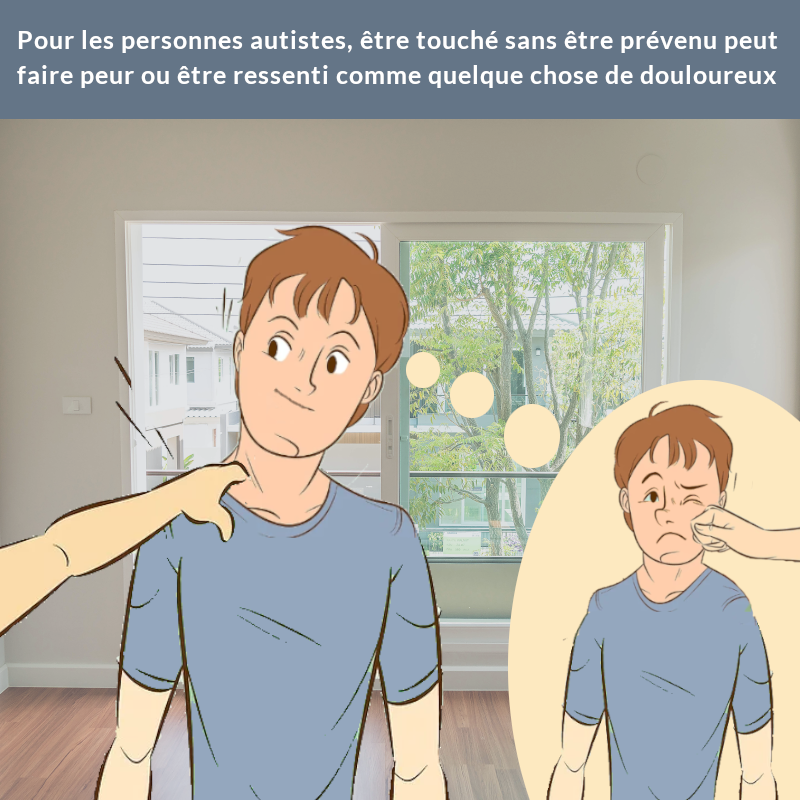 Pour les personnes autistes, être touché sans être prévenu peut
faire peur ou être ressenti comme quelque chose de douloureux